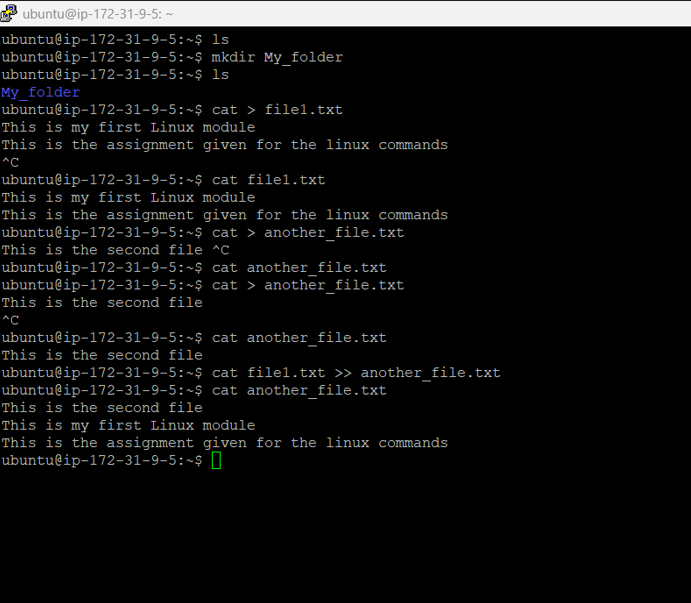 ubuntu@ip-172-31-9-5: ~
ubuntu@ip-172-31-9-5:~$ ls
ubuntu@ip-172-31-9-5:~$ mkdir My_folder
ubuntu@ip-172-31-9-5:~$ ls
My_folder
ubuntu@ip-172-31-9-5:~$ cat > file1.txt
This is my first Linux module
This is the assignment given for the linux commands
^C
ubuntu@ip-172-31-9-5:~$ cat file1.txt
This is my first Linux module
This is the assignment given for the linux commands
ubuntu@ip-172-31-9-5:~$ cat > another_file.txt
This is the second file ^C
ubuntu@ip-172-31-9-5:~$ cat another_file.txt
ubuntu@ip-172-31-9-5:~$ cat > another_file.txt
This is the second file
^C
ubuntu@ip-172-31-9-5:~$ cat another_file.txt
This is the second file
ubuntu@ip-172-31-9-5:~$ cat file1.txt >> another_file.txt
ubuntu@ip-172-31-9-5:~$ cat another_file.txt
This is the second file
This is my first Linux module
This is the assignment given for the linux commands
ubuntu@ip-172-31-9-5:~$